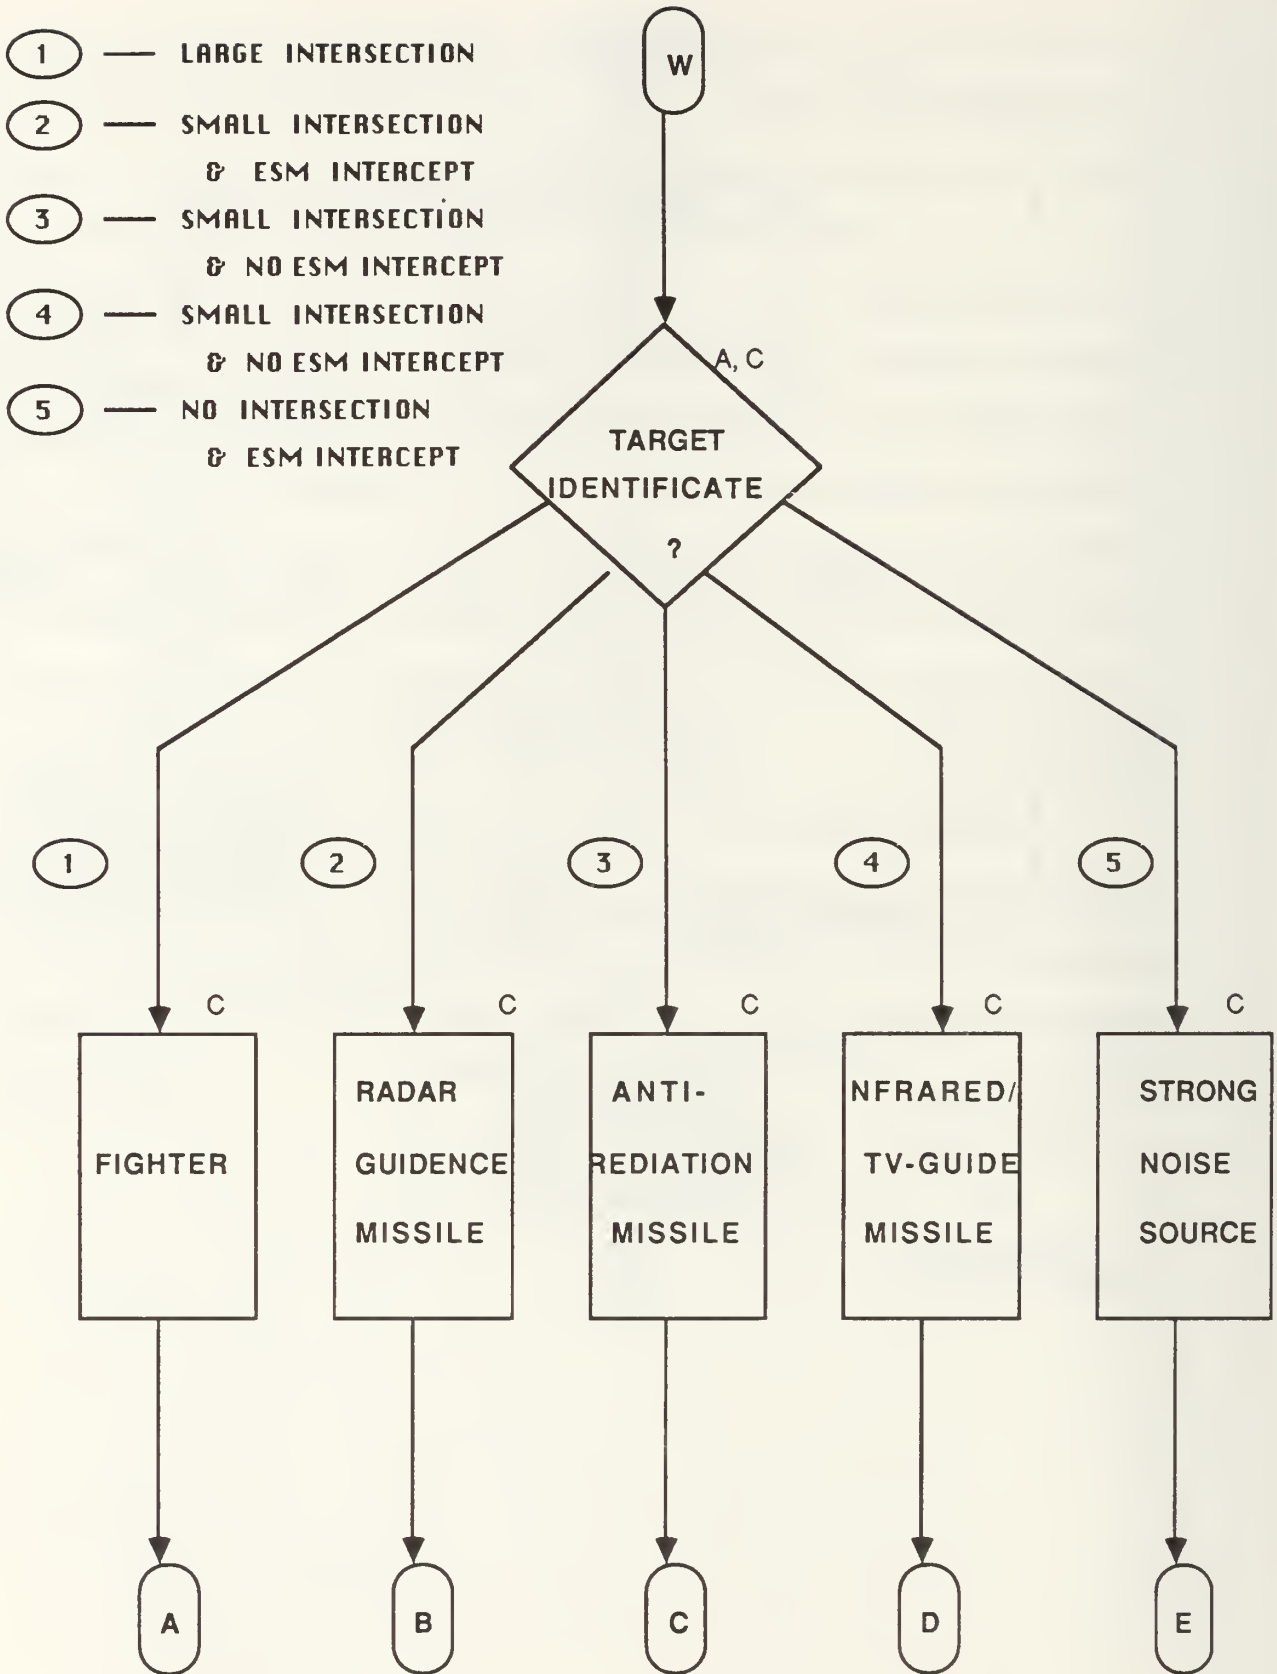 1 — LARGE INTERSECTION
2 — SMALL INTERSECTION
& ESM INTERCEPT
3 — SMALL INTERSECTION
& NO ESM INTERCEPT
4 — SMALL INTERSECTION
& NO ESM INTERCEPT
5 — NO INTERSECTION
& ESM INTERCEPT
W
A, C
TARGET
IDENTIFICATE
?
1
2
3
4
5
C
FIGHTER
C
RADAR
GUIDENCE
MISSILE
C
ANTI-
REDIATION
MISSILE
C
NFRARED/
TV-GUIDE
MISSILE
C
STRONG
NOISE
SOURCE
A
B
C
D
E